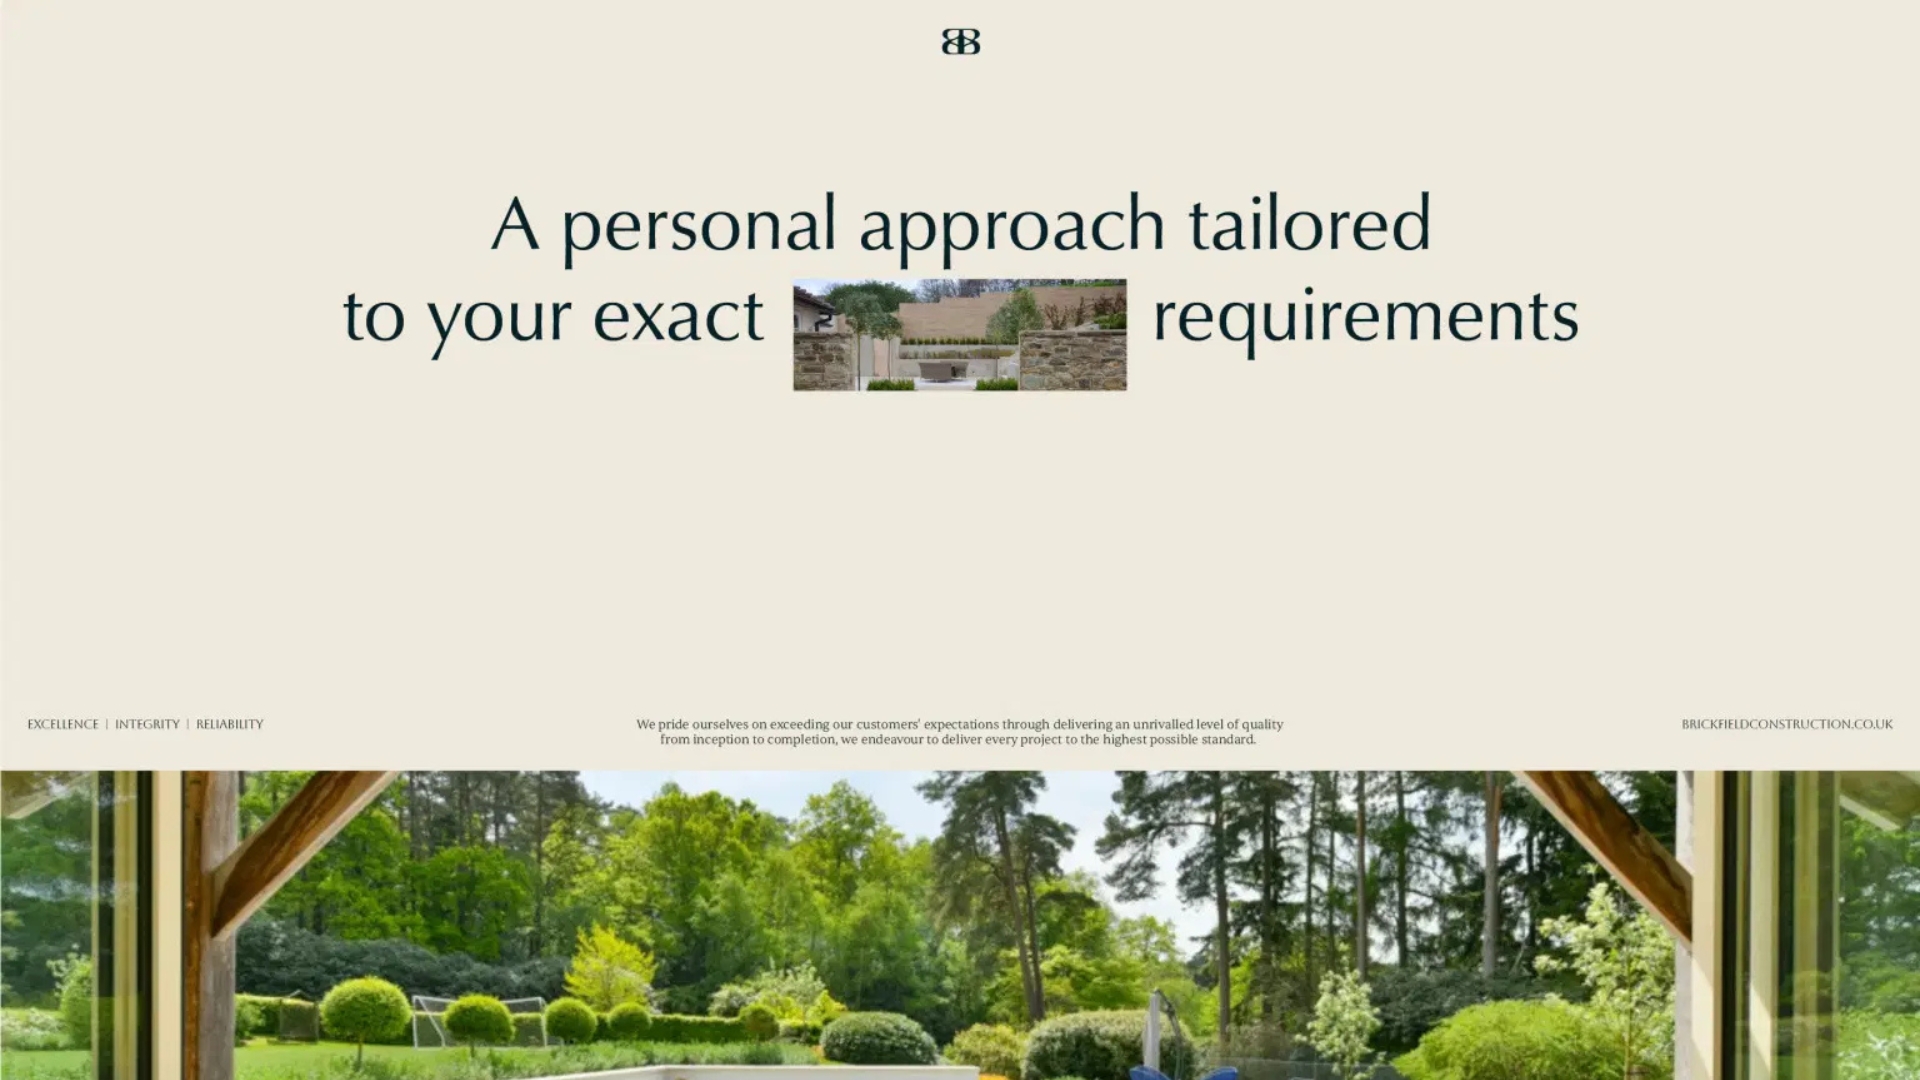 A personal approach tailored
to your exact requirements
EXCELLENCE | INTEGRITY | RELIABILITY
We pride ourselves on exceeding our customers' expectations through delivering an unrivalled level of quality
from inception to completion, we endeavour to deliver every project to the highest possible standard.
BRICKFIELDCONSTRUCTION.CO.UK